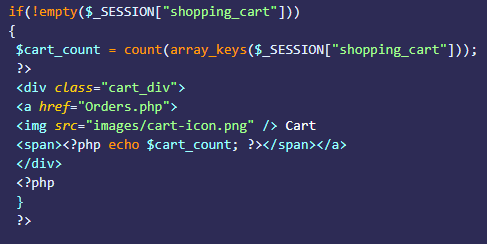 if(!empty($_SESSION["shopping_cart"]))
{
$cart_count = count(array_keys($_SESSION["shopping_cart"]));
?>
<div class="cart_div">
<a href="Orders.php">
<img src="images/cart-icon.png" /> Cart
<span><?php echo $cart_count; ?></span></a>
</div>
<?php
}
?>